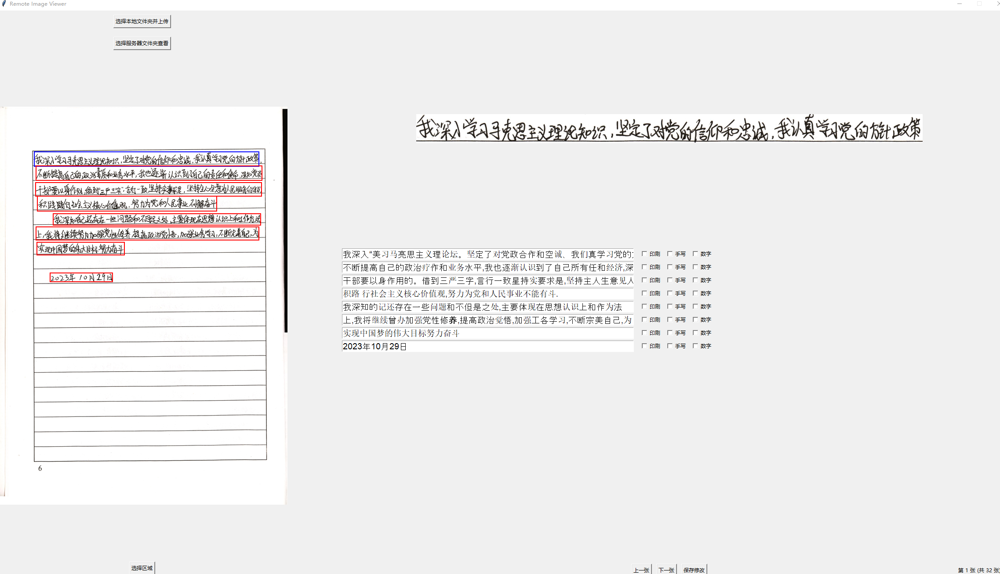 Remote Image Viewer
选择本地文件夹并上传
选择服务器文件夹查看
我深入学习马克思主义理论知识,坚定了对党的信仰和忠诚,我认真学习党的方针政策
我深入学习马克思主义理论知识,坚定了对党的信仰和忠诚,我认真学习党的方针政策,
不断提高自己的政治素质和业务水平,我也逐渐认识到了自己的责任和使命,深知党员
干部要以身作则,做到“三严三实”,言行一致,坚持实事求是,坚持全心全意为人民服务的宗旨,
积践践行社会主义核心价值观,努力为党和人民事业不懈奋斗
我深知自己还存在一些问题和不足之处,主要体现在思想认识上和工作方法
上,我将继续努力加强党性修养,提高政治觉悟,加强业务学习,不断完善自己,为
实现中国梦的伟大目标努力奋斗
2023年10月29日
6
我深入“美习马亮思主义理论坛。坚定了对党政合作和空诚、我们真学习党的 印刷 手写 数字
不断提高自己的政治疗作和业务水平,我也逐渐认识到了自己所有任和经济,深 印刷 手写 数字
干部要以身作用的。借到三严三字,言行一致星持实要求是,坚持主人生意见人 印刷 手写 数字
积路 行社会主义核心价值观,努力为党和人民事业不能有斗. 印刷 手写 数字
我深知的记还存在一些问题和不但是之处,主要体现在思想认识上和作为法 印刷 手写 数字
上,我将继续曾办加强党性修养,提高政治觉悟,加强工各学习,不断宗美自己,为 印刷 手写 数字
实现中国梦的伟大目标努力奋斗 印刷 手写 数字
2023年10月29日 印刷 手写 数字
选择区域
上一张 下一张 保存修改
第 1 张 (共 32 张)